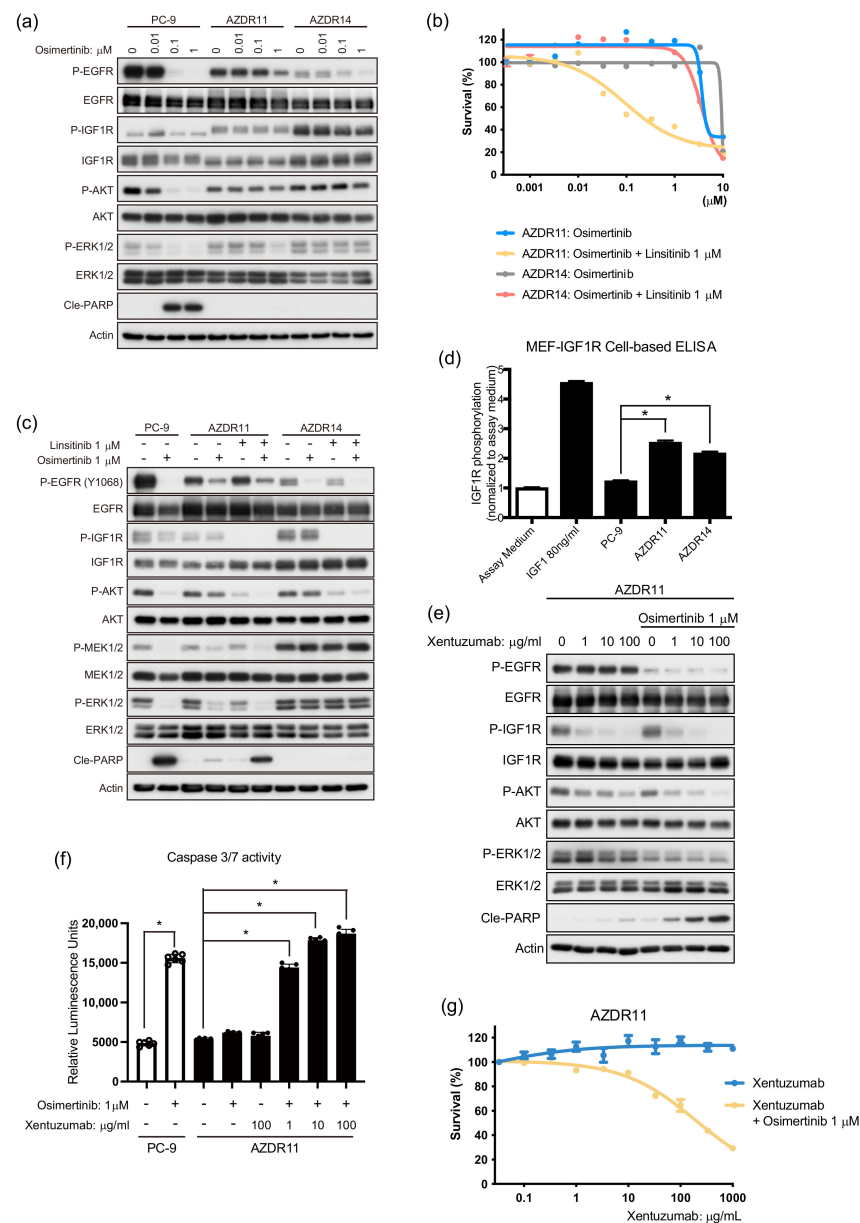 (a)
PC-9 AZDR11 AZDR14
Osimertinib: 0 0.01 0.1 1 0 0.01 0.1 1 0 0.01 0.1 1 μM
P-EGFR
EGFR
P-IGF1R
IGF1R
P-AKT
AKT
P-ERK1/2
ERK1/2
Cle-PARP
Actin
(b)
Survival (%)
120
100
80
60
40
20
0
0.001 0.01 0.1 1 10
(μM)
AZDR11: Osimertinib
AZDR11: Osimertinib + Linsitinib 1 μM
AZDR14: Osimertinib
AZDR14: Osimertinib + Linsitinib 1 μM
(c)
PC-9 AZDR11 AZDR14
Linsitinib 1 μM - - - - + + - - + +
Osimertinib 1 μM - + - + - + - + - +
P-EGFR (Y1068)
EGFR
P-IGF1R
IGF1R
P-AKT
AKT
P-MEK1/2
MEK1/2
P-ERK1/2
ERK1/2
Cle-PARP
Actin
(d)
MEF-IGF1R Cell-based ELISA
IGF1R phosphorylation
(nomalized to assay medium)
5
4
3
2
1
0
*
*
Assay Medium
IGF1 80ng/ml
PC-9
AZDR11
AZDR14
(e)
AZDR11
Osimertinib 1 μM
Xentuzumab: μg/ml 0 1 10 100 0 1 10 100
P-EGFR
EGFR
P-IGF1R
IGF1R
P-AKT
AKT
P-ERK1/2
ERK1/2
Cle-PARP
Actin
(f)
Caspase 3/7 activity
Relative Luminescence Units
20,000
15,000
10,000
5000
0
*
*
*
*
Osimertinib: 1μM - + - + - + + +
Xentuzumab: μg/ml 100 1 10 100
PC-9 AZDR11
(g)
AZDR11
Survival (%)
120
100
80
60
40
20
0
0.1 1 10 100 1000
Xentuzumab: μg/mL
Xentuzumab
Xentuzumab
+ Osimertinib 1 μM